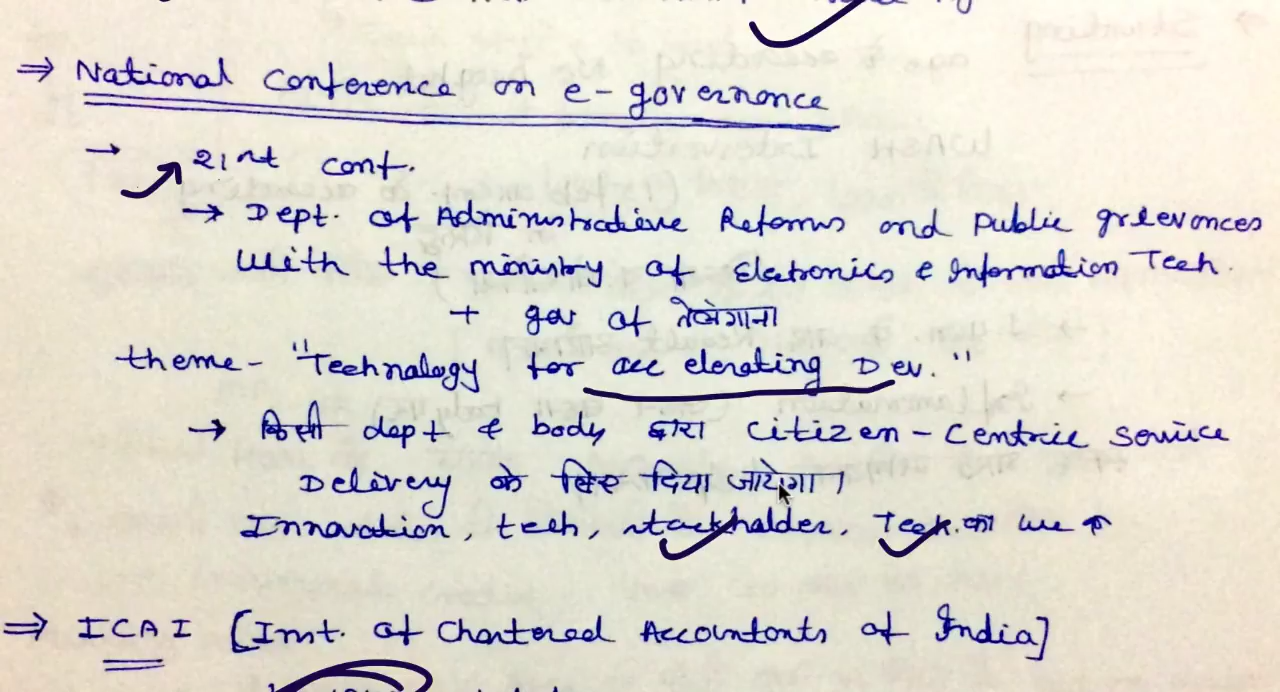 ⇒ National Conference on e-governance
→ 21st conf.
→ Dept. of Administrative Reforms and Public grievances
with the ministry of Eletronics & Information Tech.
+ gov of तेलंगाना
theme - "Technology for accelerating Dev."
→ किसी dept & body द्वारा citizen-centric service
Delivery के लिए दिया जायेगा।
Innovation, tech, stackholder, Tech. का use ↑
⇒ ICAI [Inst. of Chartered Accountants of India]